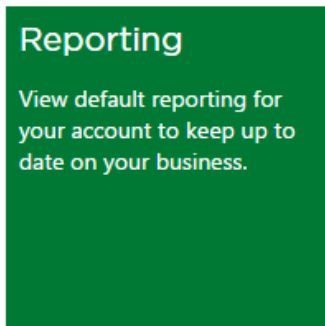 Reporting
View default reporting for
your account to keep up to
date on your business.